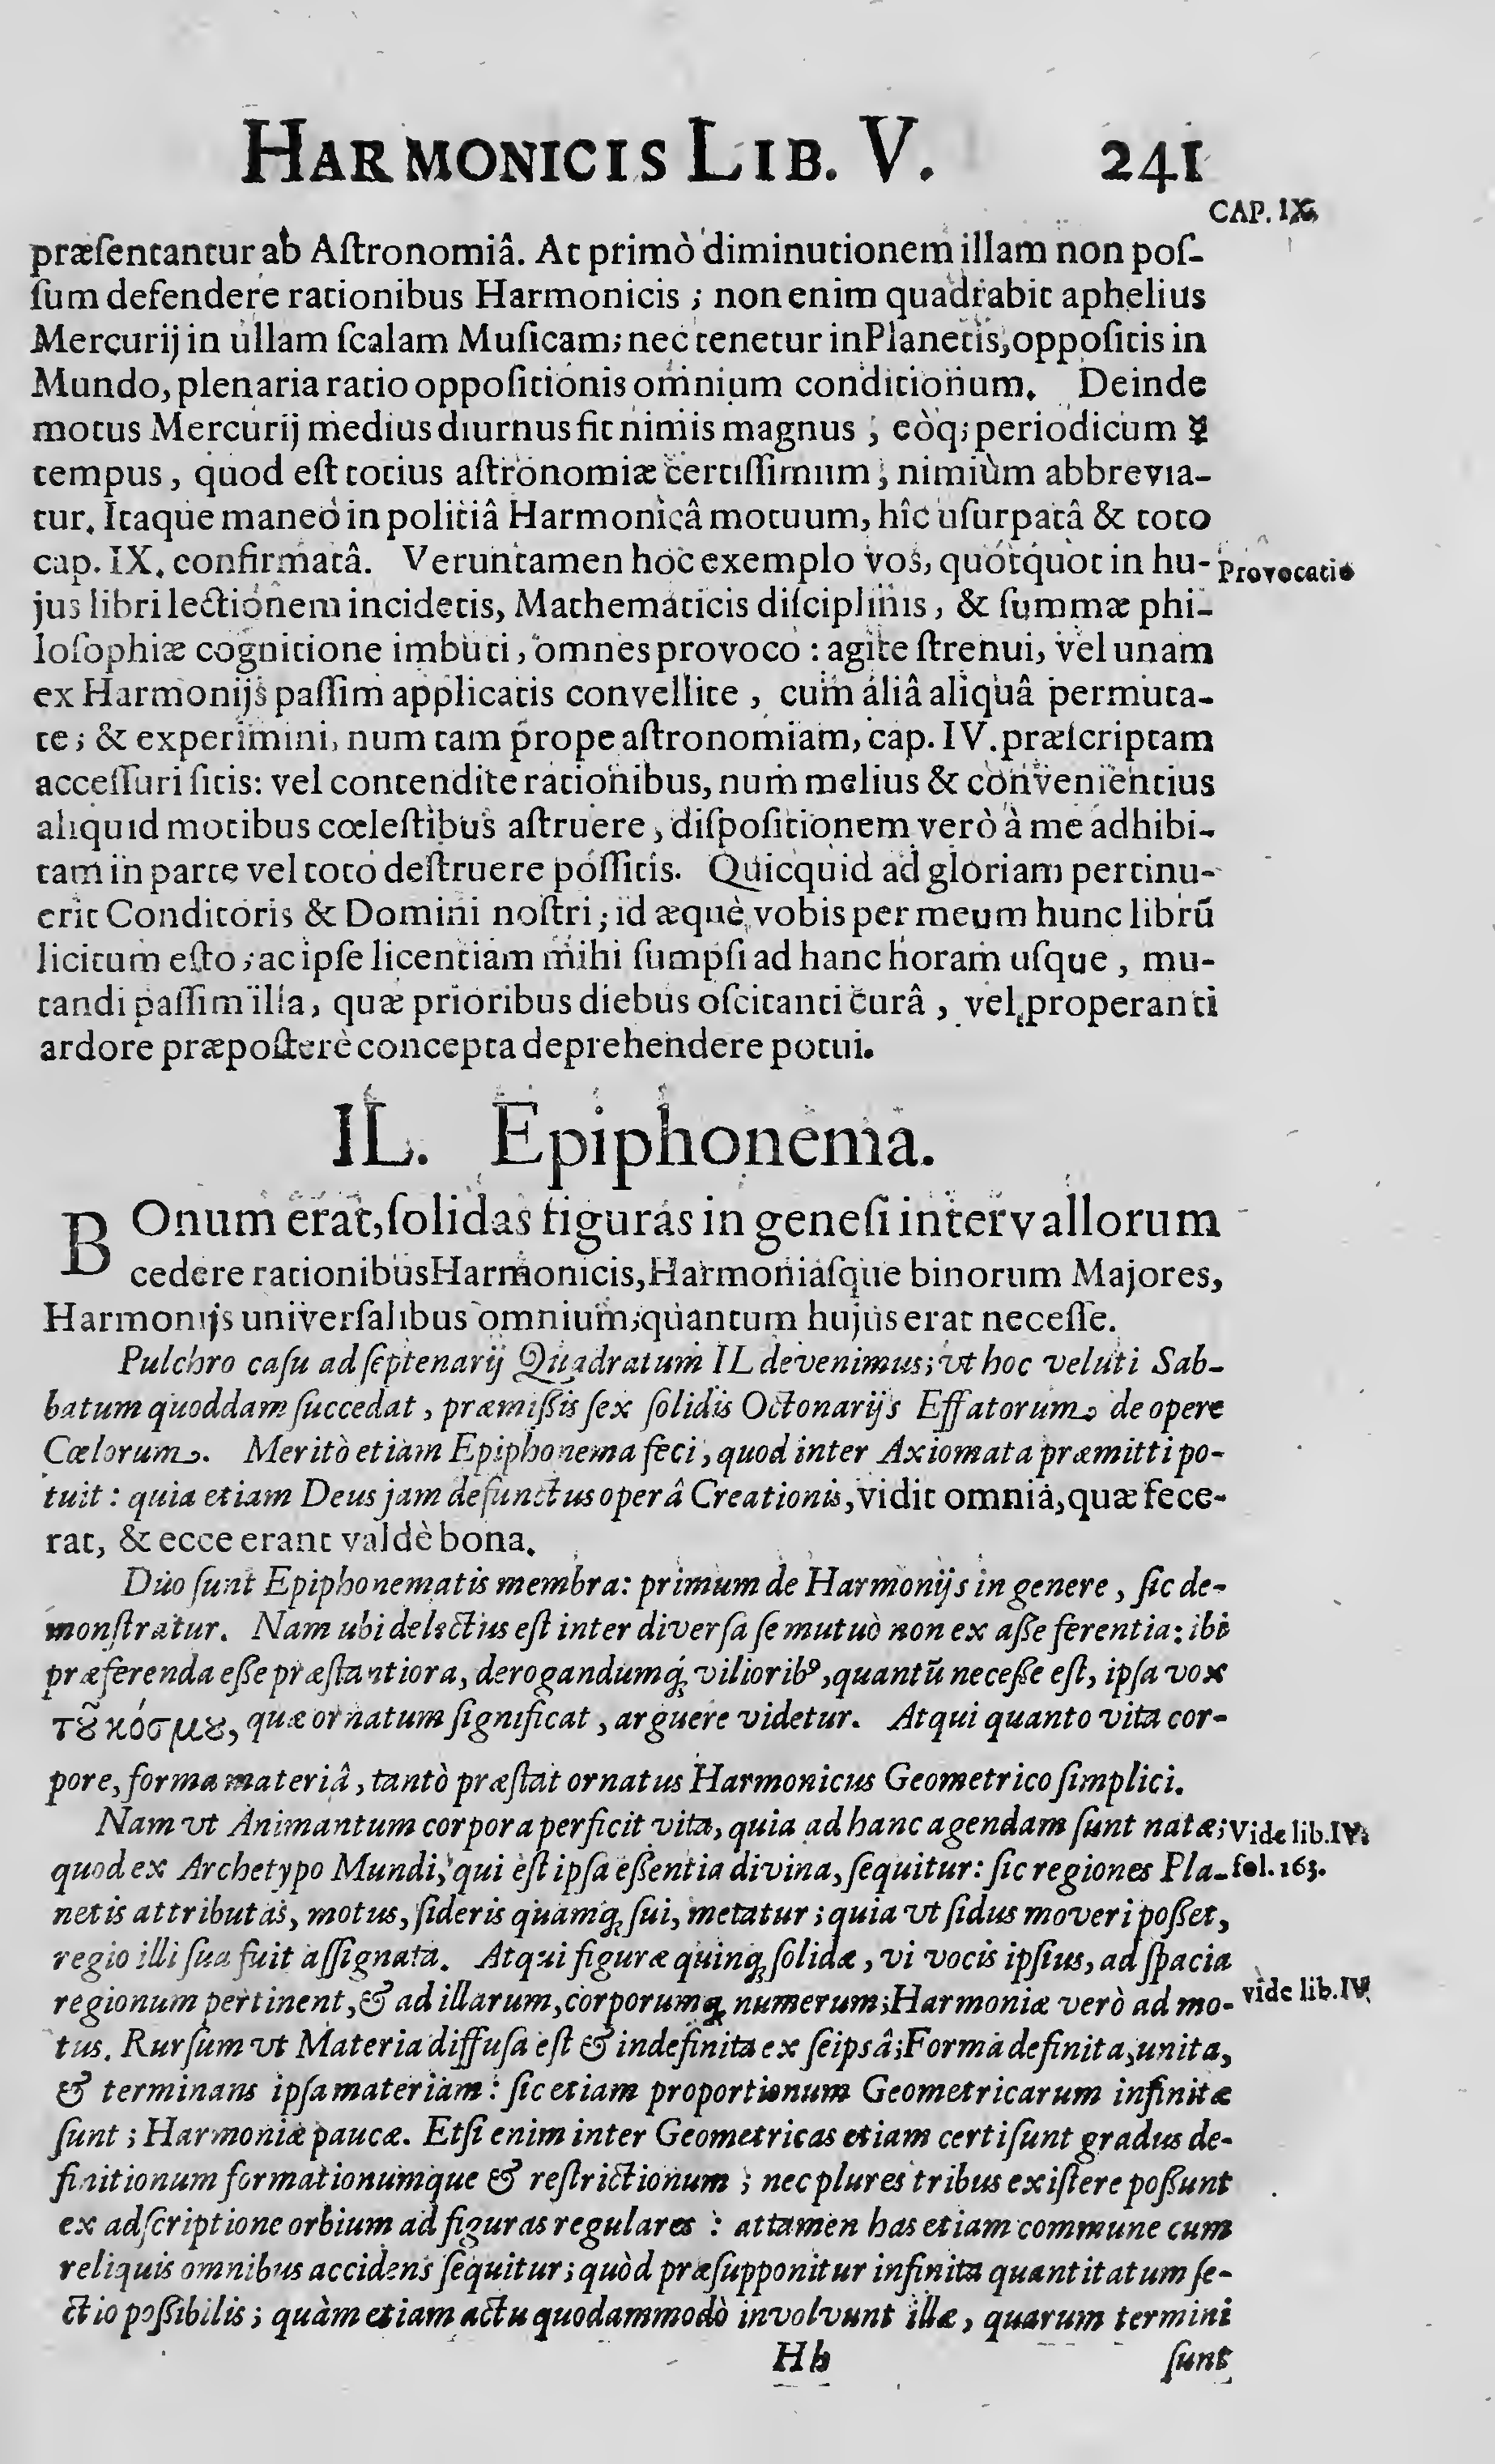 HARMONICIS LIB. V. 241
CAP. IX.
præſentantur ab Aſtronomiâ. At primò diminutionem illam non poſ-
ſum defendere rationibus Harmonicis ; non enim quadrabit aphelius
Mercurij in ullam ſcalam Muſicam; nec tenetur in Planetis, oppoſitis in
Mundo, plenaria ratio oppoſitionis omnium conditionum. Deinde
motus Mercurij medius diurnus fit nimis magnus , eòq; periodicum ☿
tempus , quod eſt totius aſtronomiæ certiſſimum , nimiùm abbrevia-
tur. Itaque maneo in politiâ Harmonicâ motuum, hîc uſurpatâ & toto
cap. IX. confirmatâ. Veruntamen hoc exemplo vos, quotquot in hu-
Provocatio
jus libri lectionem incidetis, Mathematicis diſciplinis , & ſummæ phi-
loſophiæ cognitione imbuti , omnes provoco : agite ſtrenui, vel unam
ex Harmonijs paſſim applicatis convellite , cum aliâ aliquâ permuta-
te ; & experimini, num tam prope aſtronomiam, cap. IV. præſcriptam
acceſſuri ſitis: vel contendite rationibus, num melius & convenientius
aliquid motibus cœleſtibus aſtruere , diſpoſitionem verò à me adhibi-
tam in parte vel toto deſtruere poſſitis. Quicquid ad gloriam pertinu-
erit Conditoris & Domini noſtri ; id æquè vobis per meum hunc librũ
licitum eſto ; ac ipſe licentiam mihi ſumpſi ad hanc horam uſque , mu-
tandi paſſim illa, quæ prioribus diebus oſcitanti curâ , vel properanti
ardore præpoſterè concepta deprehendere potui.
IL. Epiphonema.
BOnum erat, ſolidas figuras in geneſi intervallorum
cedere rationibus Harmonicis, Harmoniaſque binorum Majores,
Harmonijs univerſalibus omnium; quantum hujus erat neceſſe.
Pulchro caſu ad ſeptenarij Quadratum IL devenimus; ut hoc veluti Sab-
batum quoddam ſuccedat , præmiſſis ſex ſolidis Octonarijs Effatorum de opere
Cœlorum. Meritò etiam Epiphonema feci , quod inter Axiomata præmitti po-
tuit : quia etiam Deus jam defunctus operâ Creationis, vidit omnia, quæ fece-
rat, & ecce erant valdè bona.
Duo ſunt Epiphonematis membra: primum de Harmonijs in genere , ſic de-
monſtratur. Nam ubi delectus eſt inter diverſa ſe mutuò non ex aſſe ferentia: ibi
præferenda eſſe præſtantiora, derogandumq́; vilioribꝰ, quantũ neceſſe eſt, ipſa vox
τȣ͂ κόσμȣ, quæ ornatum ſignificat , arguere videtur. Atqui quanto vita cor-
pore, forma materiâ , tantò præſtat ornatus Harmonicus Geometrico ſimplici.
Nam ut Animantum corpora perficit vita, quia ad hanc agendam ſunt nata;
Vide lib. IV.
quod ex Archetypo Mundi, qui eſt ipſa eſſentia divina, ſequitur: ſic regiones Pla-
fol. 163.
netis attributas, motus, ſideris quamq; ſui, metatur ; quia ut ſidus moveri poſſet,
regio illi ſua fuit aſſignata. Atqui figuræ quinq; ſolidæ , vi vocis ipſius, ad ſpacia
regionum pertinent, & ad illarum, corporumq; numerum; Harmoniæ verò ad mo-
vide lib. IV.
tus. Rurſum ut Materia diffuſa eſt & indefinita ex ſeipsâ; Forma definita, unita,
& terminans ipſa materiam : ſic etiam proportionum Geometricarum infinitæ
ſunt ; Harmoniæ paucæ. Etſi enim inter Geometricas etiam certi ſunt gradus de-
finitionum formationumque & reſtrictionum ; nec plures tribus exiſtere poſſunt
ex adſcriptione orbium ad figuras regulares : attamen has etiam commune cum
reliquis omnibus accidens ſequitur; quòd præſupponitur infinita quantitatum ſe-
ctio poſſibilis ; quàm etiam actu quodammodò involvunt illæ , quarum termini
Hh ſunt